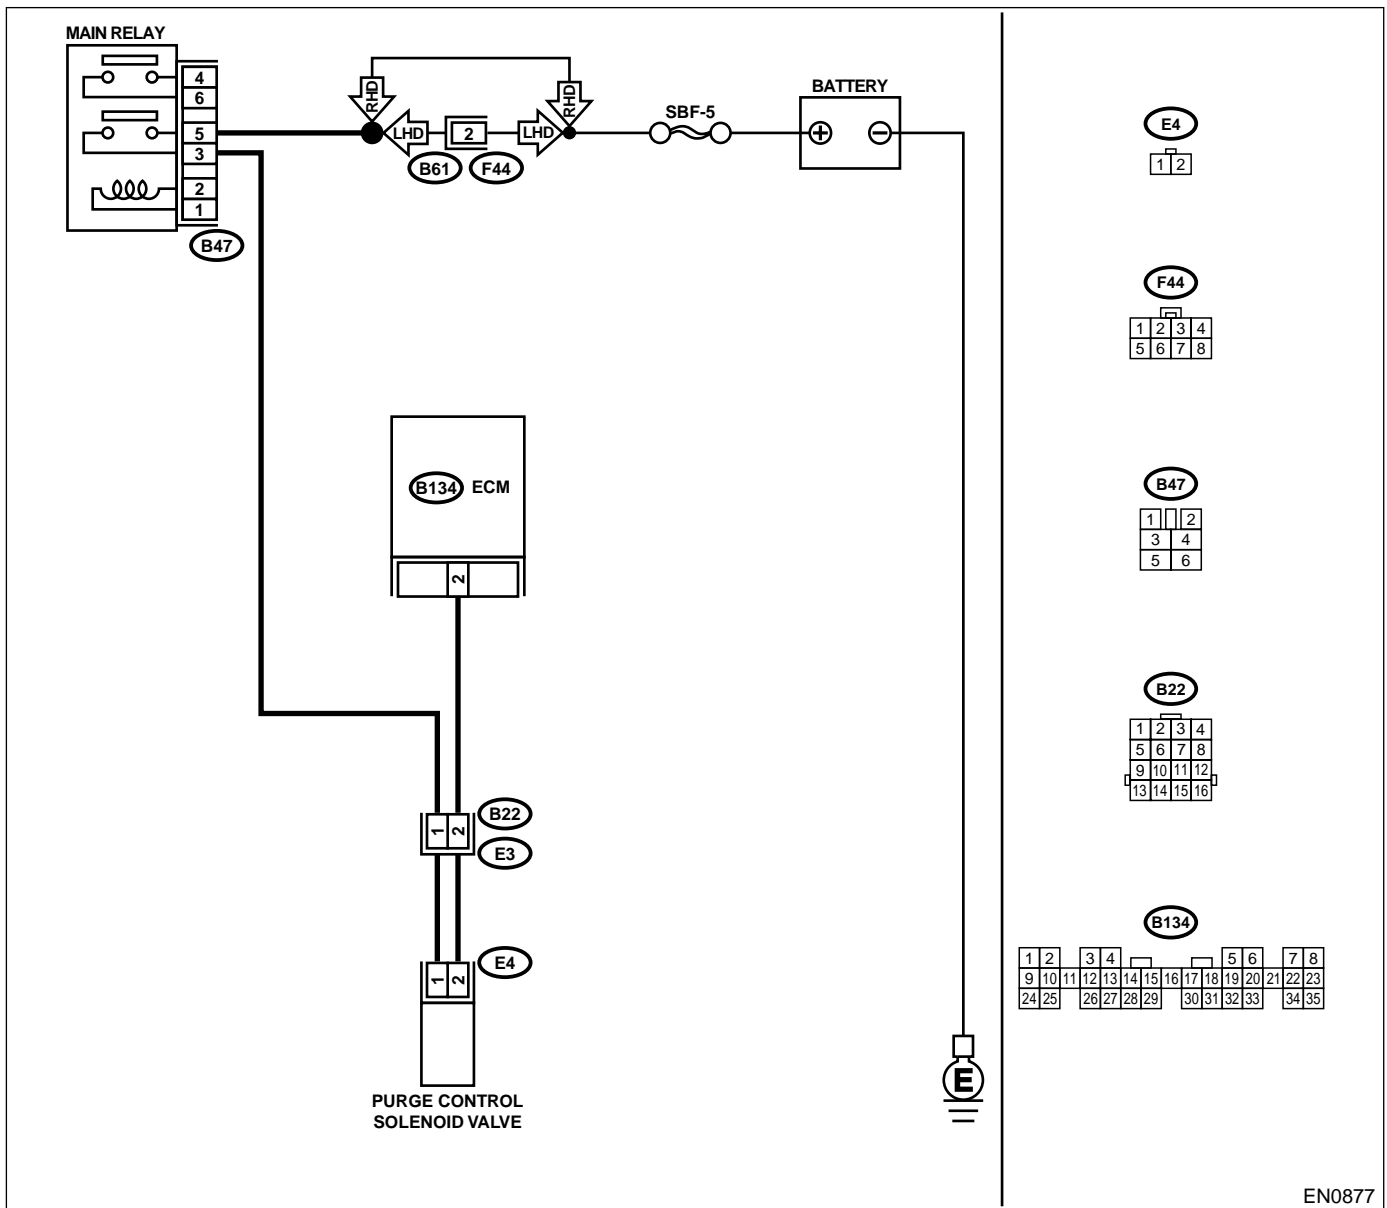 MAIN RELAY
4
6
5
3
2
1
B47
RHD
RHD
LHD
2
LHD
B61
F44
SBF-5
BATTERY
B134 ECM
2
1 2
B22
E3
1 2
E4
PURGE CONTROL
SOLENOID VALVE
E
E4
1 2
F44
1 2 3 4
5 6 7 8
B47
1 2
3 4
5 6
B22
1 2 3 4
5 6 7 8
9 10 11 12
13 14 15 16
B134
1 2 3 4 5 6 7 8
9 10 11 12 13 14 15 16 17 18 19 20 21 22 23
24 25 26 27 28 29 30 31 32 33 34 35
EN0877